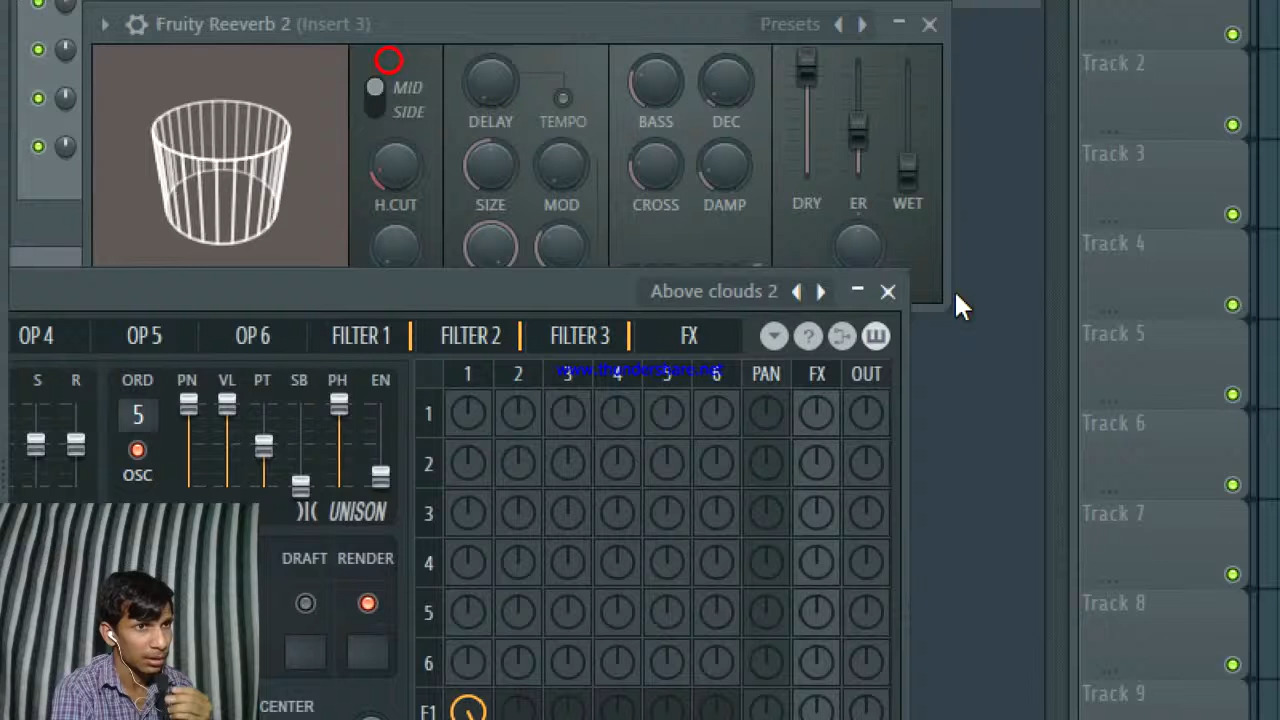 Fruity Reeverb 2 (Insert 3)
Presets
MID
SIDE
DELAY TEMPO BASS DEC
H.CUT SIZE MOD CROSS DAMP DRY ER WET
Above clouds 2
OP 4 OP 5 OP 6 FILTER 1 FILTER 2 FILTER 3 FX
?
S R ORD PN VL PT SB PH EN
1 2 3 4 5 6 PAN FX OUT
www.thundershare.net
5
OSC
UNISON
DRAFT RENDER
CENTER
1
2
3
4
5
6
F1
Track 2
Track 3
Track 4
Track 5
Track 6
Track 7
Track 8
Track 9